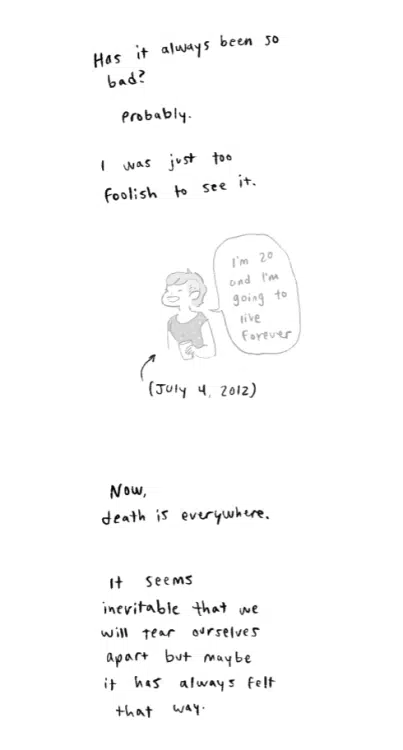 Has it always been so
bad?
Probably.
I was just too
foolish to see it.
I'm 20
and I'm
going to
live
forever
(July 4, 2012)
Now,
death is everywhere.
It seems
inevitable that we
will tear ourselves
apart but maybe
it has always felt
that way.